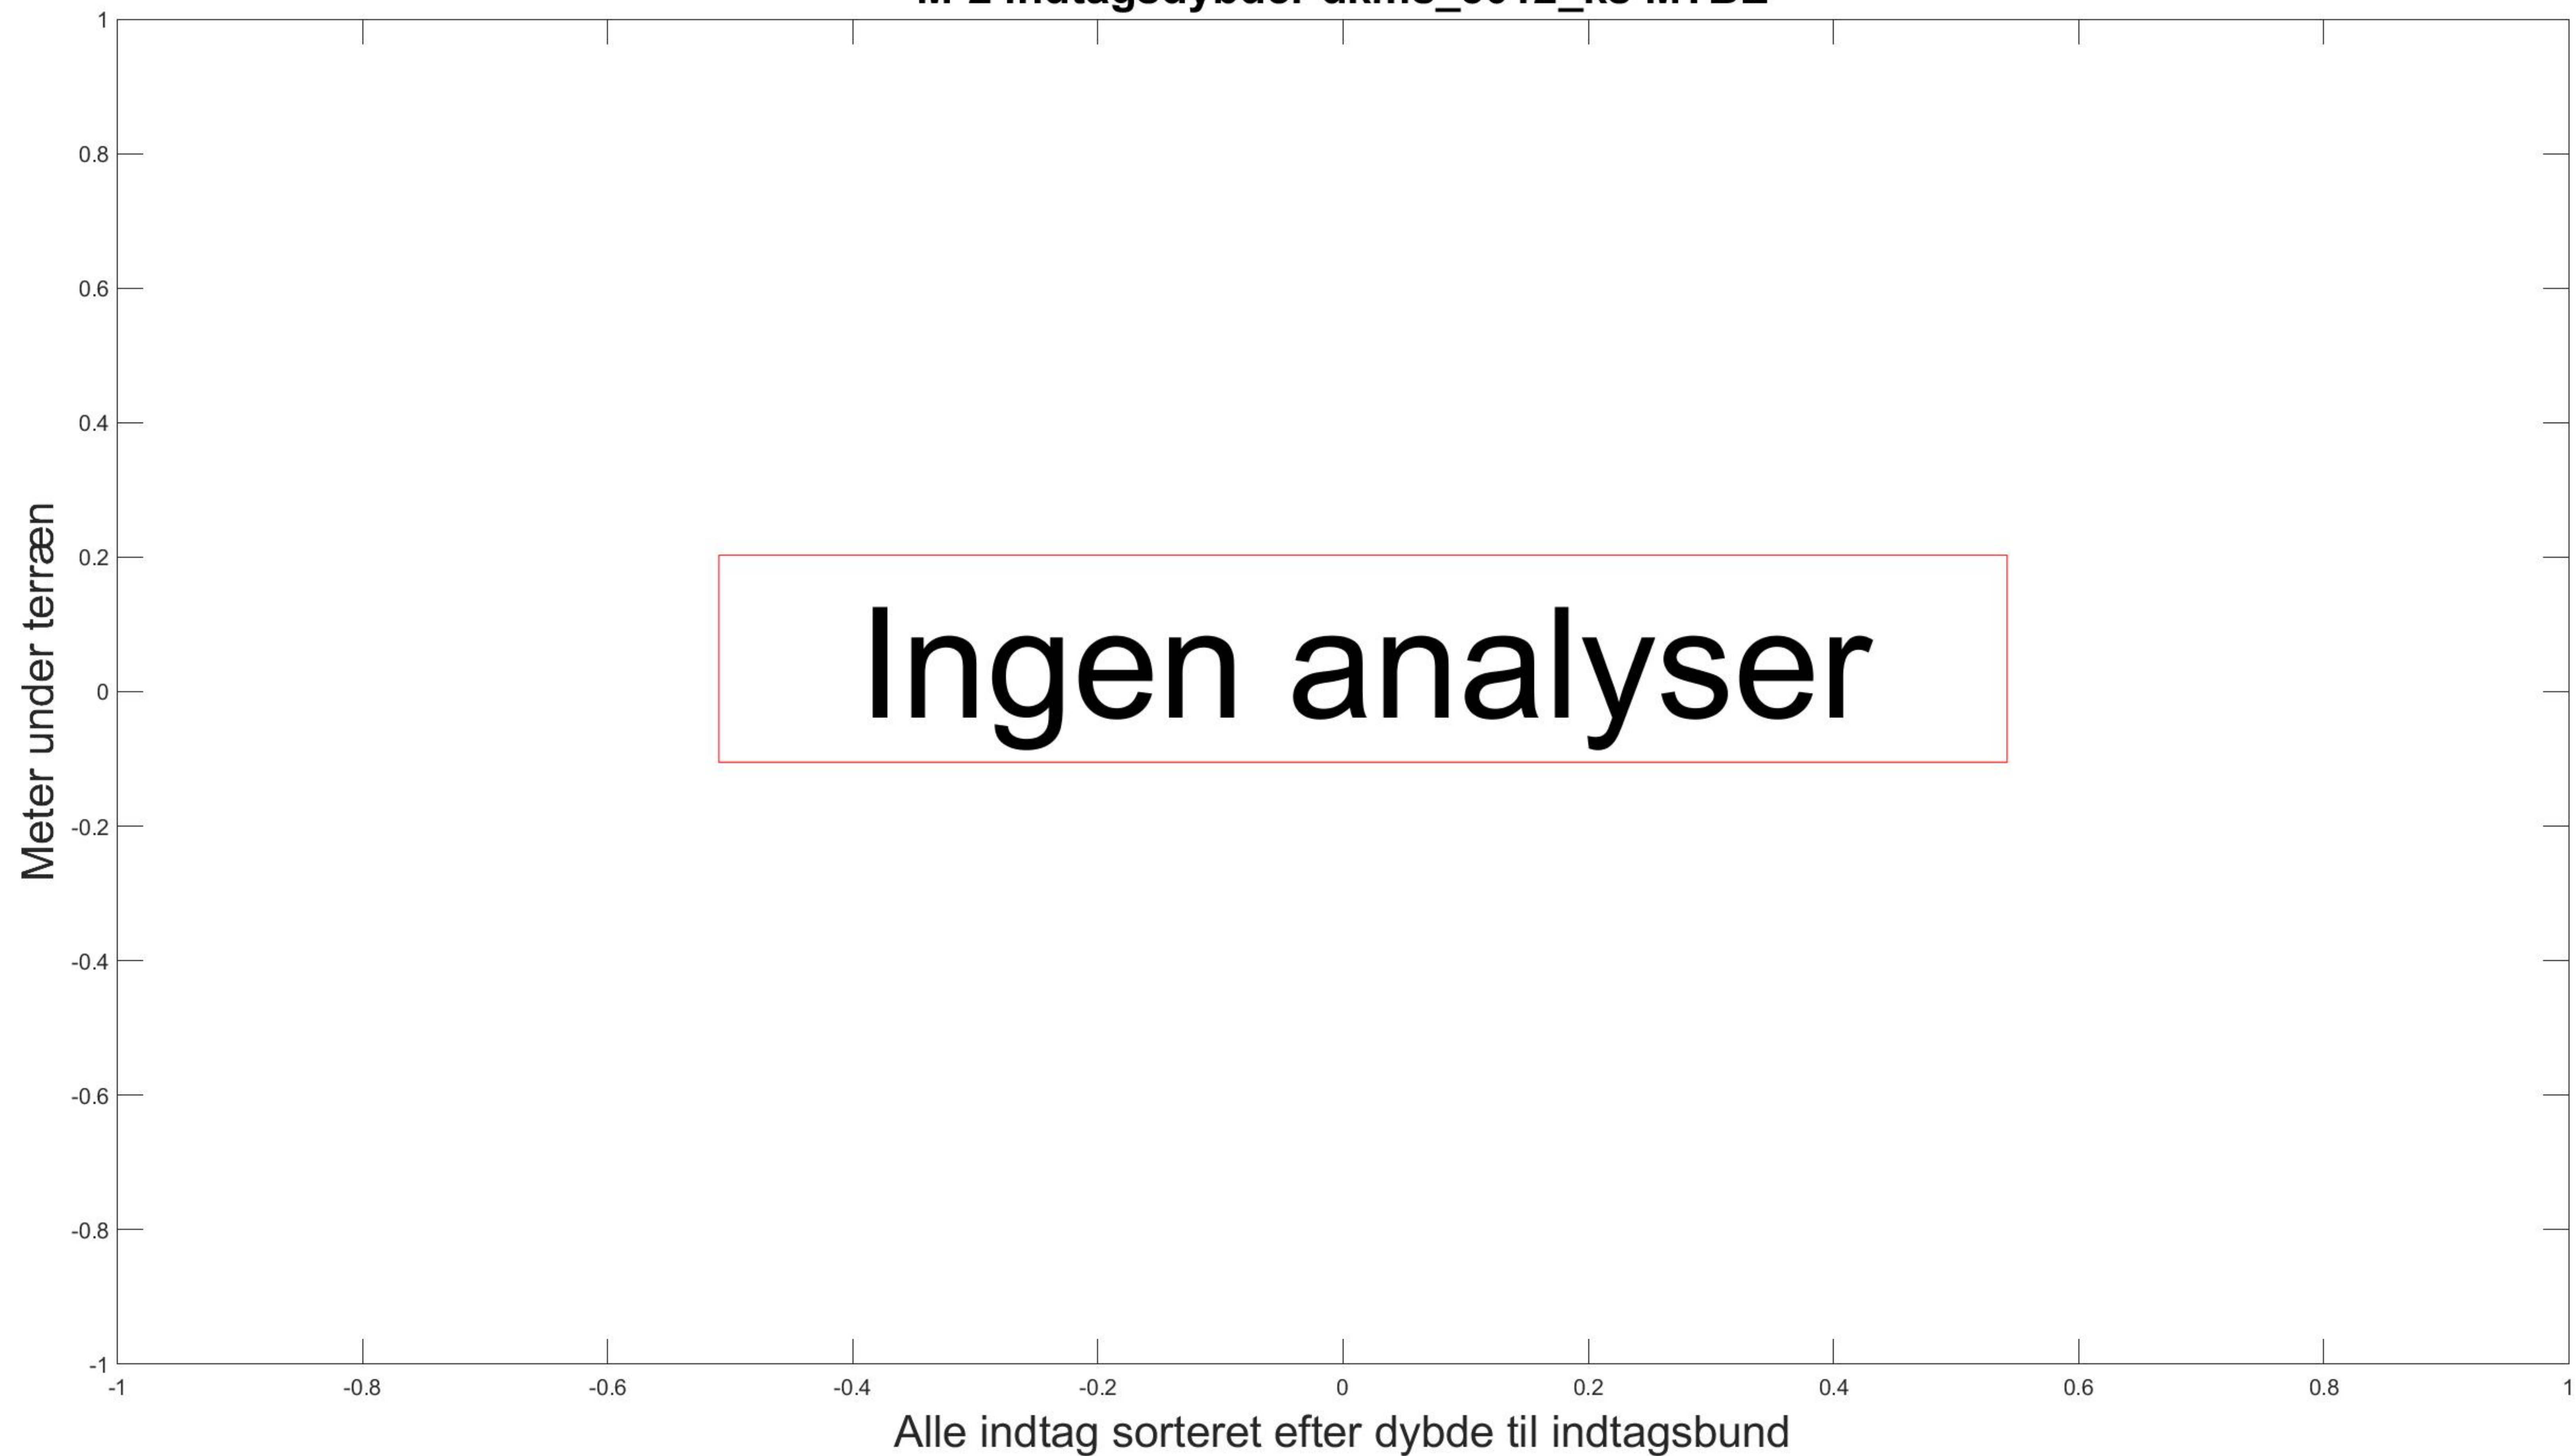 1
0.8
0.6
0.4
0.2
0
-0.2
-0.4
-0.6
-0.8
-1
Meter under terræn
Ingen analyser
-1 -0.8 -0.6 -0.4 -0.2 0 0.2 0.4 0.6 0.8 1
Alle indtag sorteret efter dybde til indtagsbund